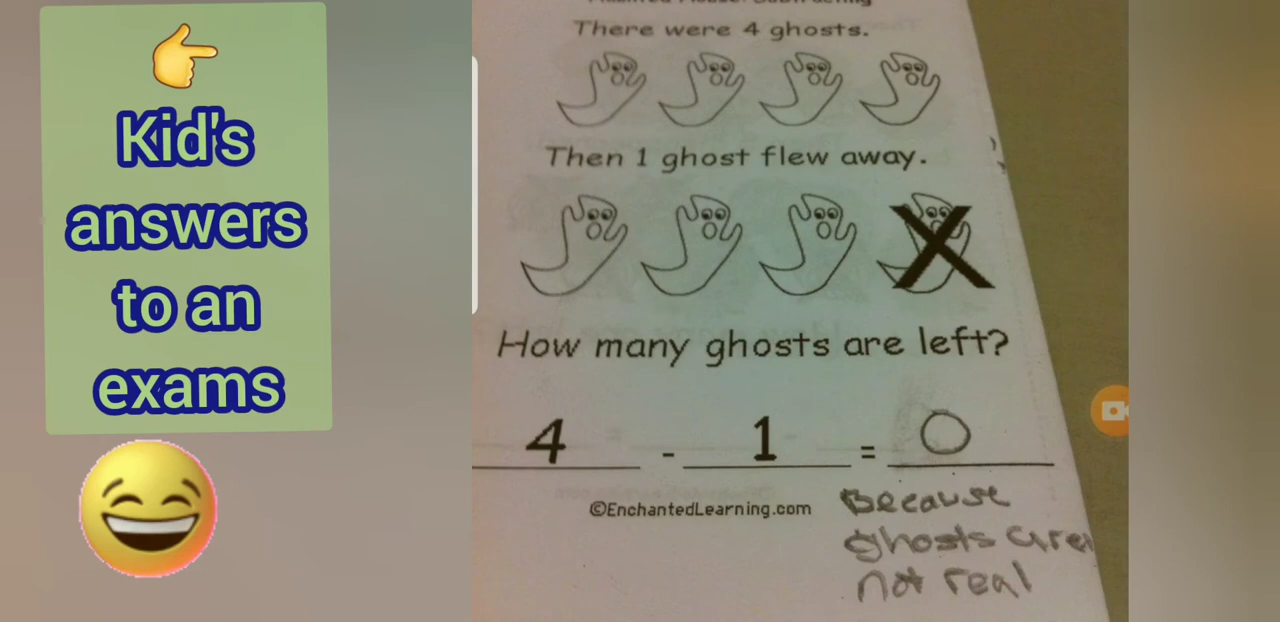 Kid's
answers
to an
exams
There were 4 ghosts.
Then 1 ghost flew away.
How many ghosts are left?
4 - 1 = 0
©EnchantedLearning.com
Because
ghosts are
not real